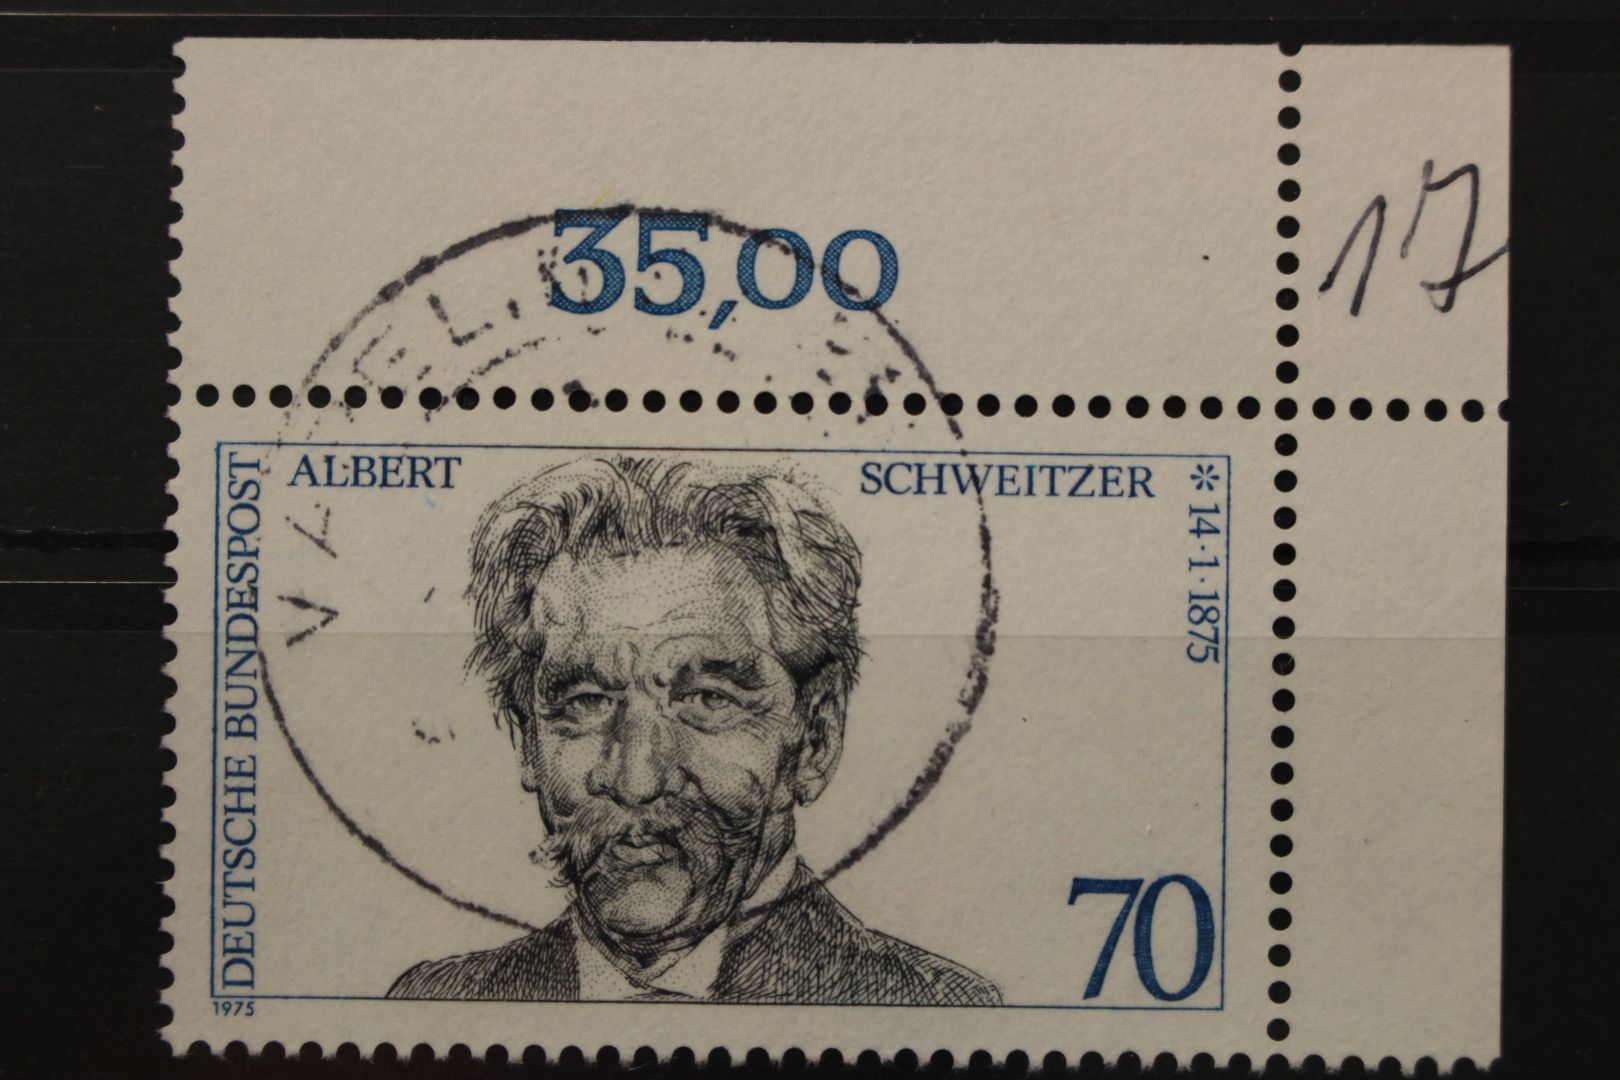 35,00
17
ALBERT SCHWEITZER
* 14·1·1875
DEUTSCHE BUNDESPOST
70
1975